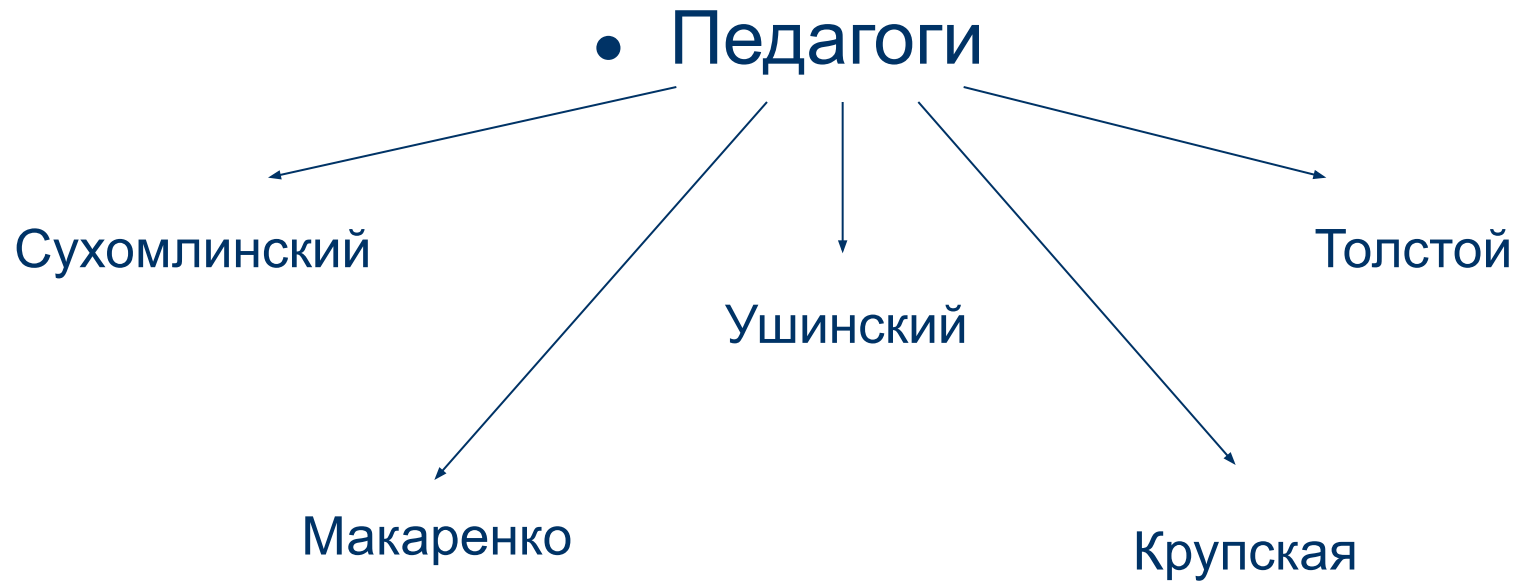 • Педагоги
Сухомлинский
Толстой
Ушинский
Макаренко
Крупская